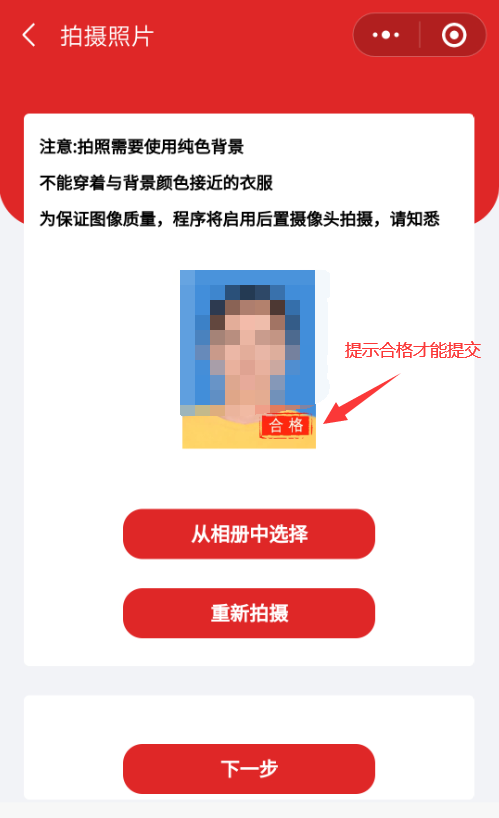 拍摄照片
注意:拍照需要使用纯色背景
不能穿着与背景颜色接近的衣服
为保证图像质量，程序将启用后置摄像头拍摄，请知悉
提示合格才能提交
合格
从相册中选择
重新拍摄
下一步